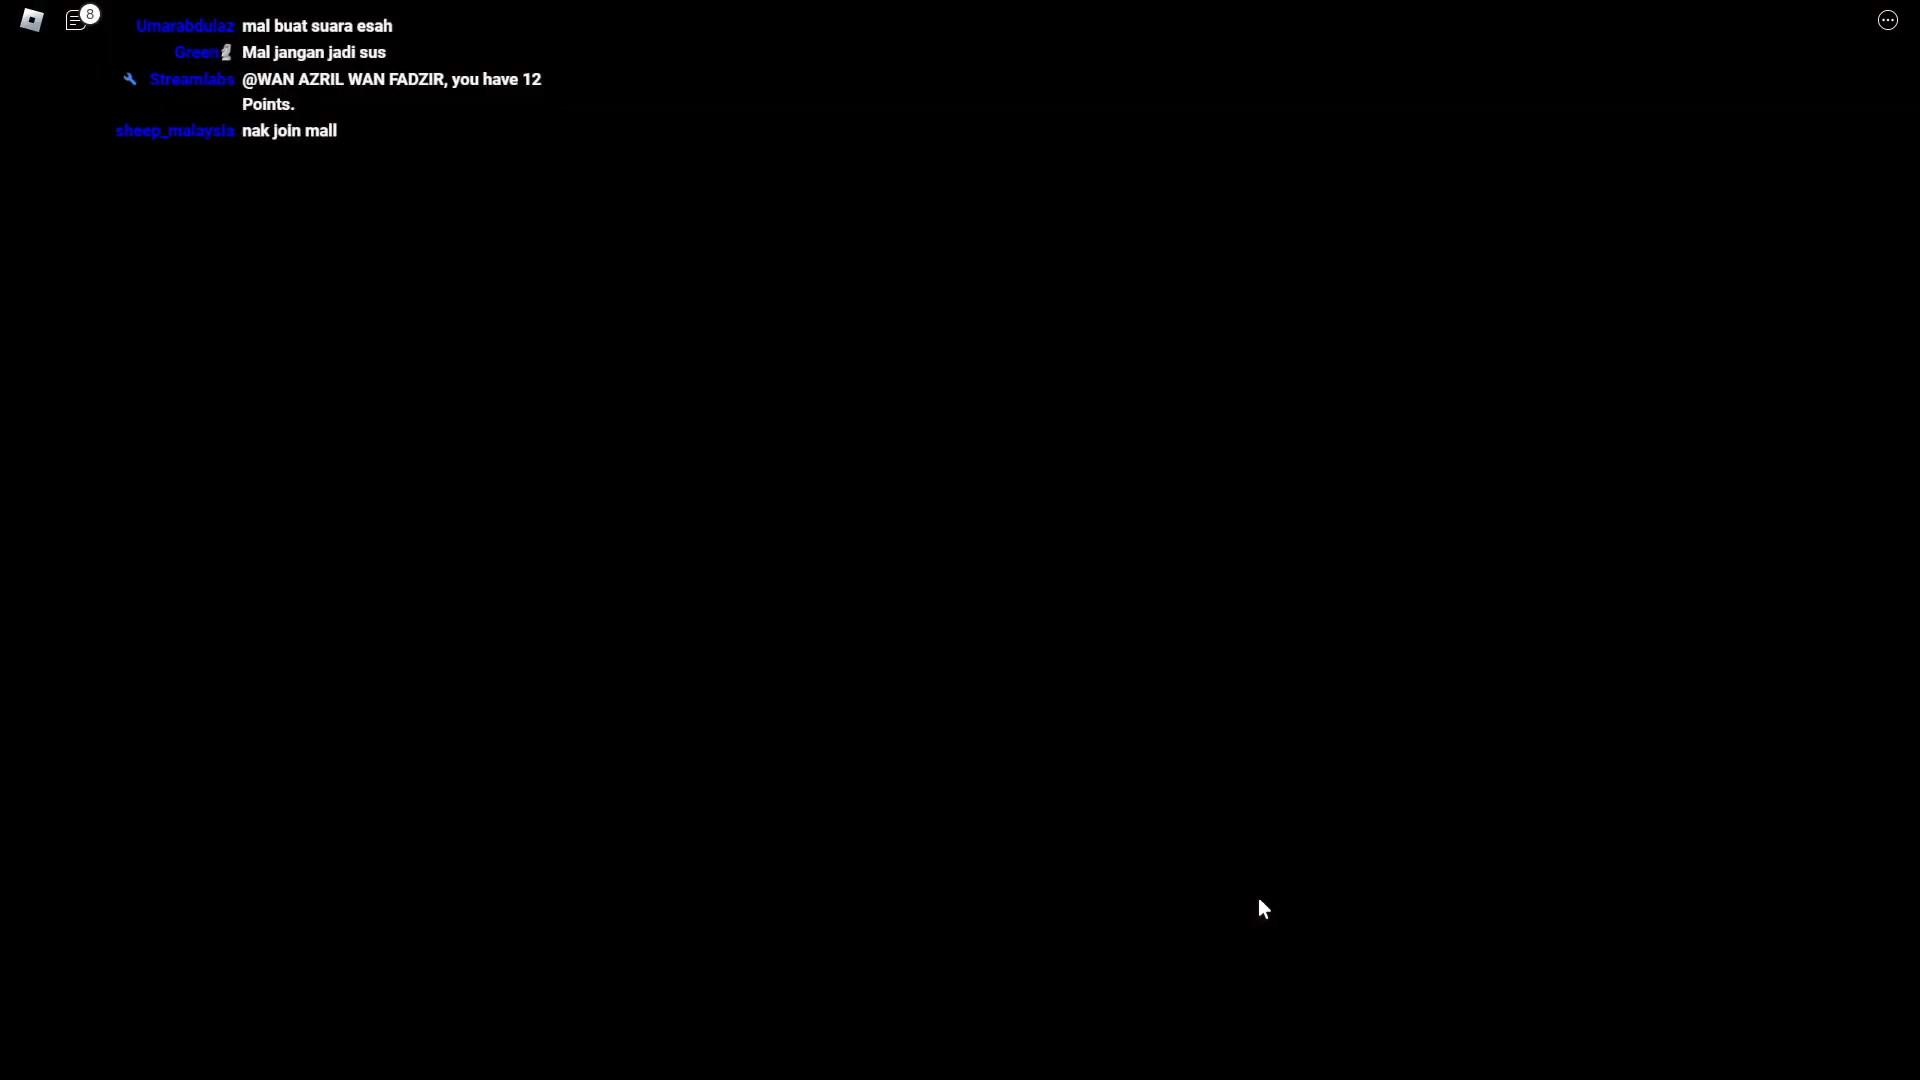 8
Umarabdulaz mal buat suara esah
Green🗿 Mal jangan jadi sus
Streamlabs @WAN AZRIL WAN FADZIR, you have 12
Points.
sheep_malaysia nak join mall